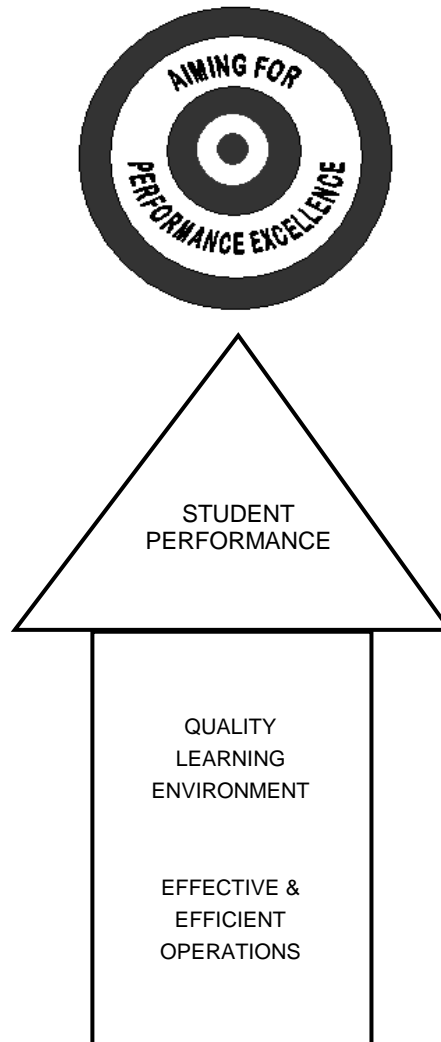 AIMING FOR
PERFORMANCE EXCELLENCE
STUDENT
PERFORMANCE
QUALITY
LEARNING
ENVIRONMENT
EFFECTIVE &
EFFICIENT
OPERATIONS